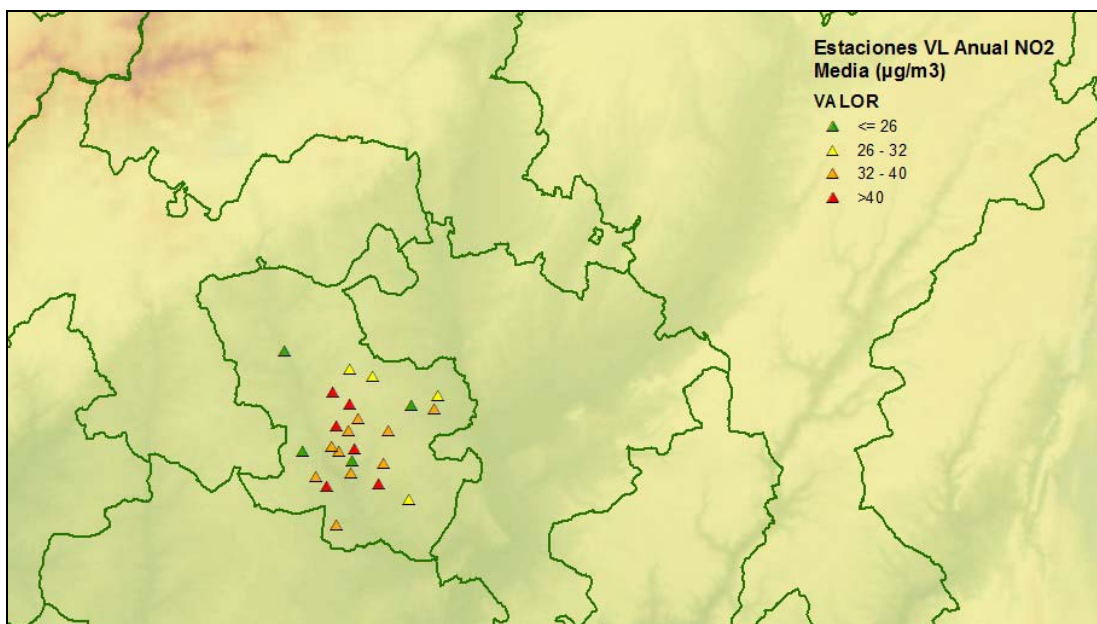 Estaciones VL Anual NO2
Media (µg/m3)
VALOR
<= 26
26 - 32
32 - 40
>40